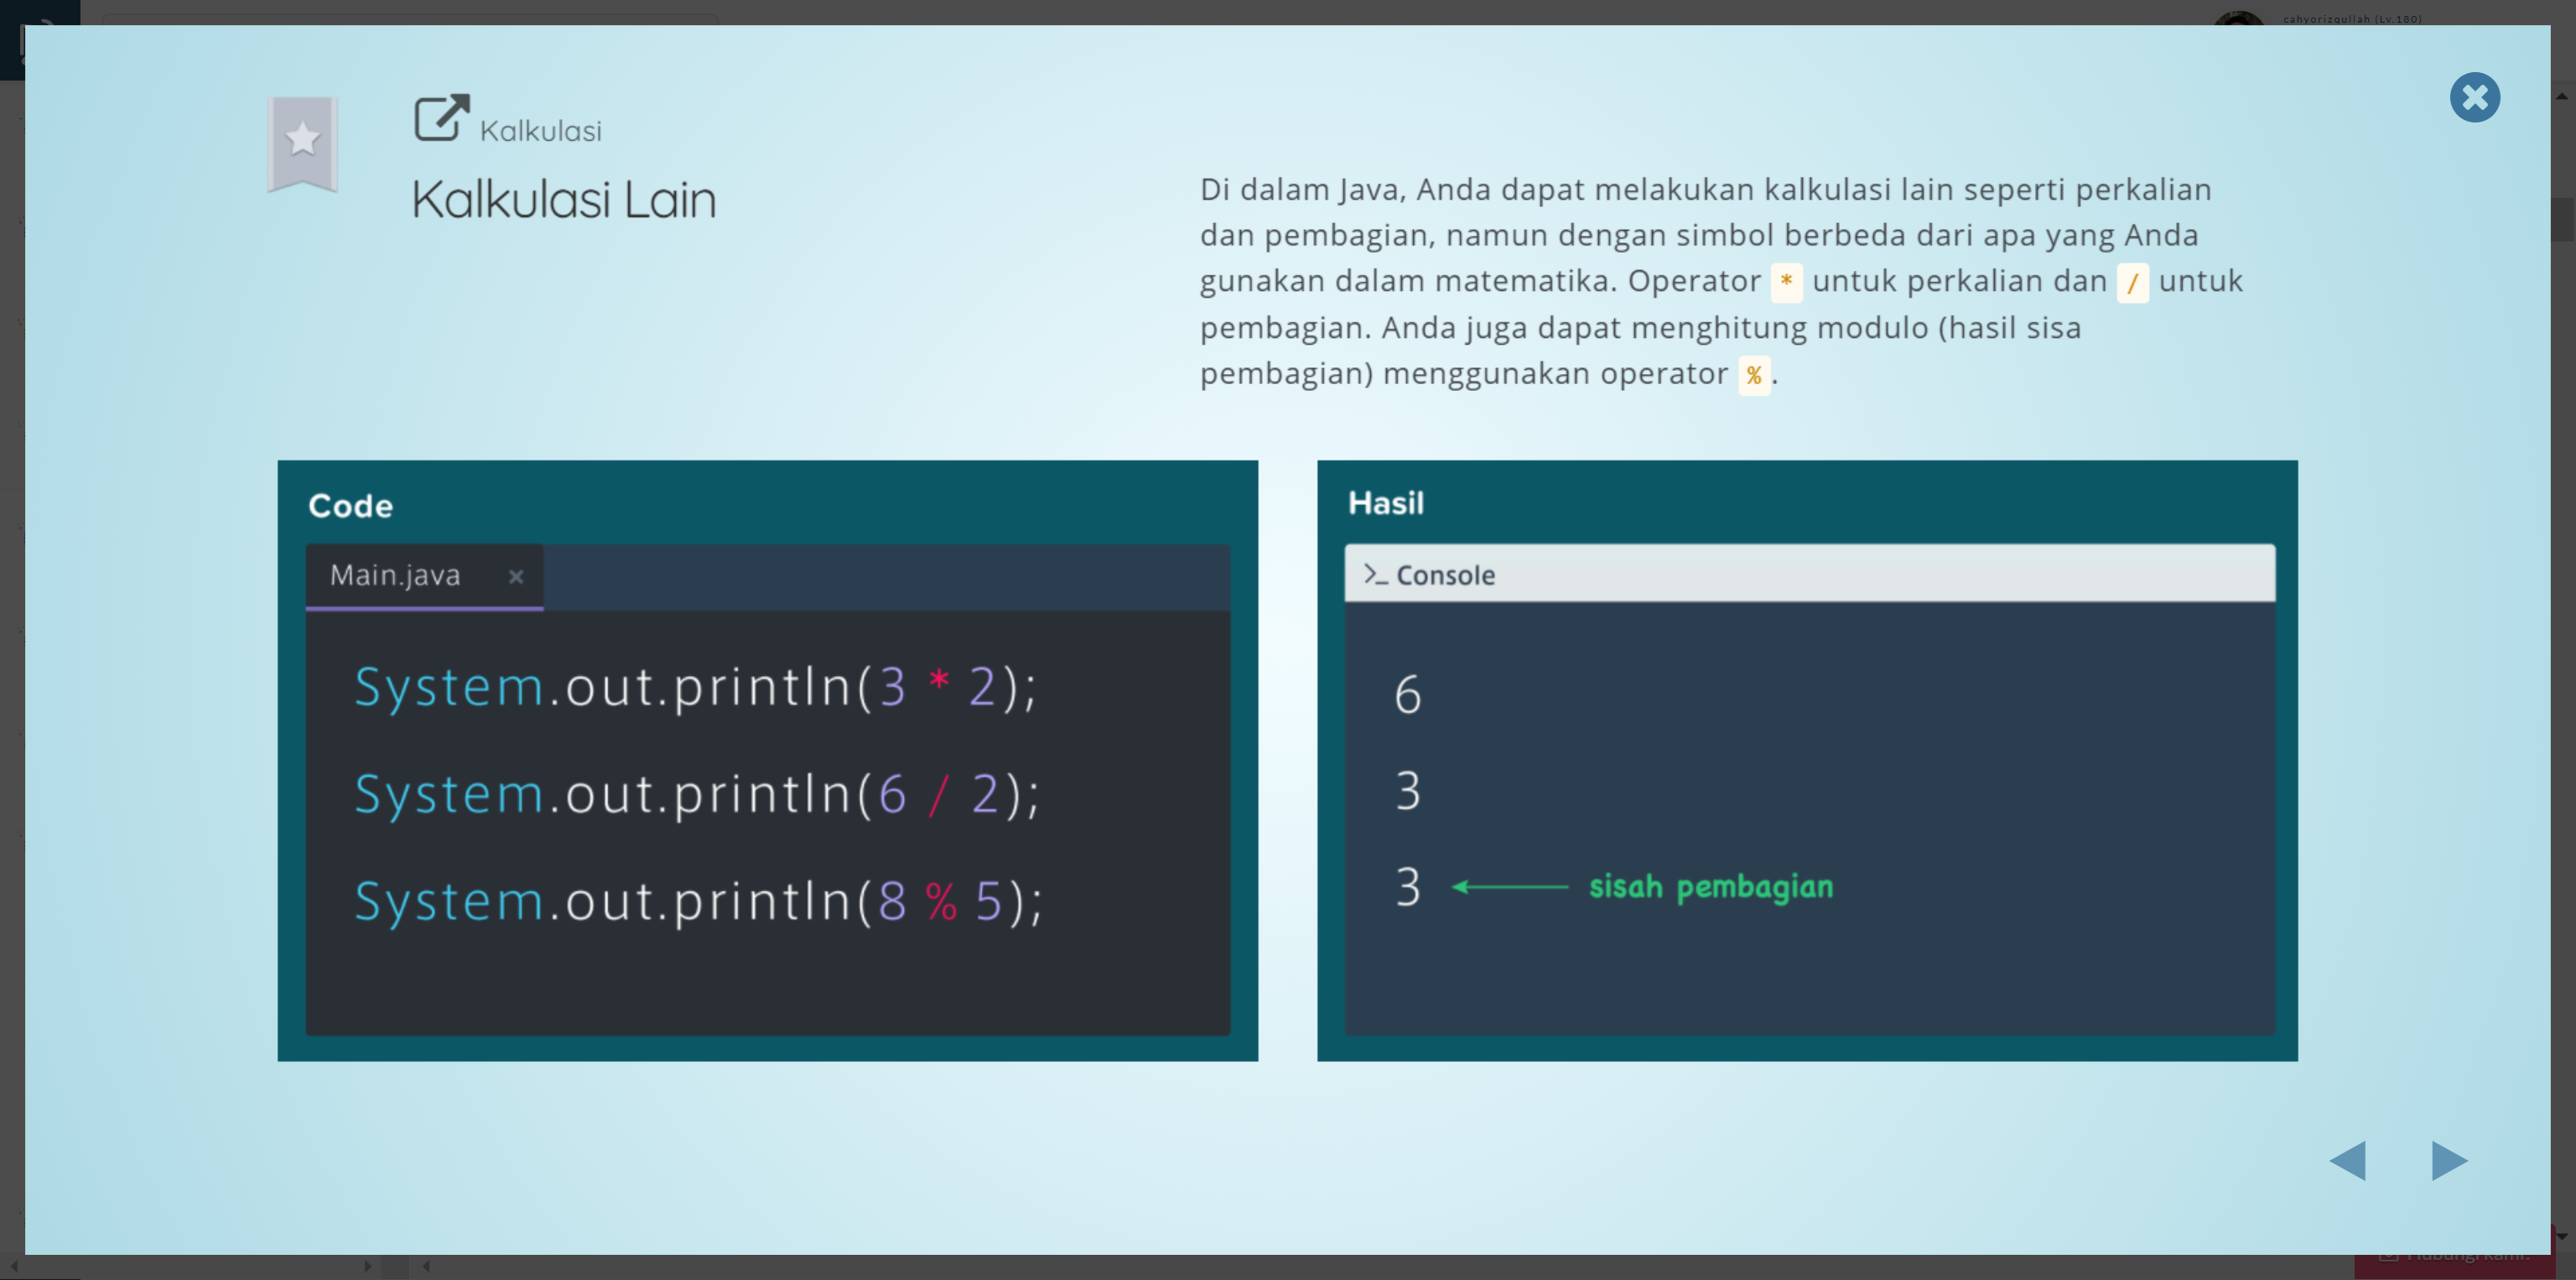 cahyorizqullah (Lv.180)
Kalkulasi
Kalkulasi Lain
Di dalam Java, Anda dapat melakukan kalkulasi lain seperti perkalian
dan pembagian, namun dengan simbol berbeda dari apa yang Anda
gunakan dalam matematika. Operator * untuk perkalian dan / untuk
pembagian. Anda juga dapat menghitung modulo (hasil sisa
pembagian) menggunakan operator %.
Code
Main.java ×
System.out.println(3 * 2);
System.out.println(6 / 2);
System.out.println(8 % 5);
Hasil
>_ Console
6
3
3 ← sisah pembagian